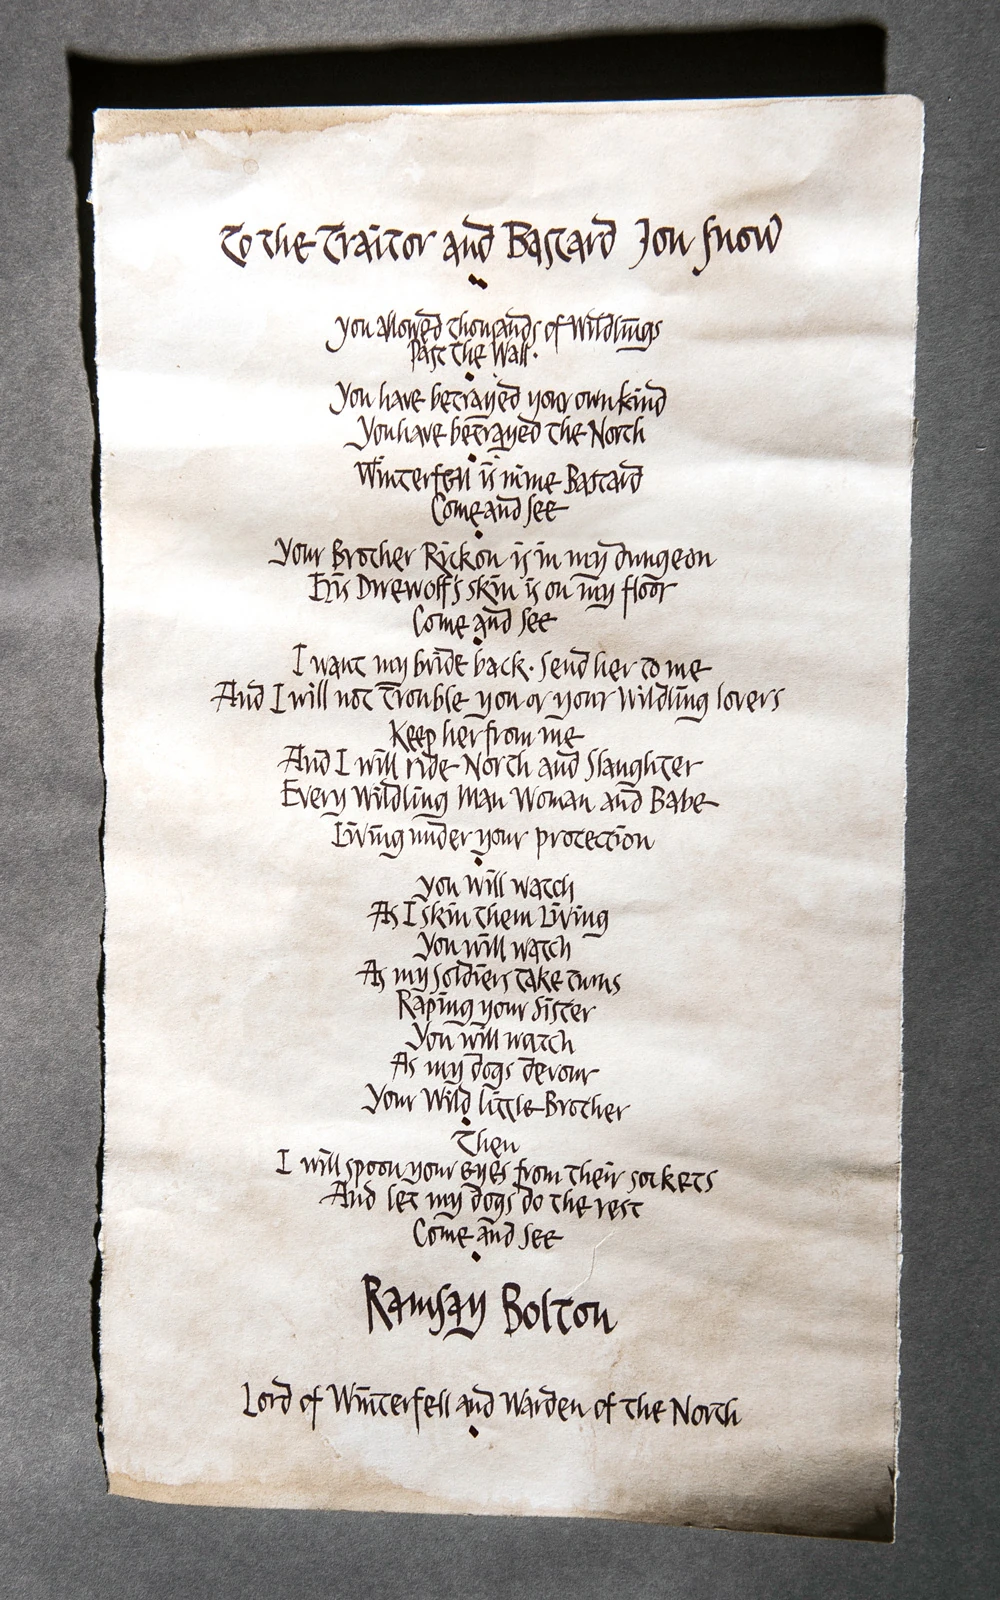 To the Traitor and Bastard Jon Snow
You allowed thousands of Wildlings
Past the Wall.
You have betrayed your own kind
You have betrayed the North
Winterfell is mine Bastard
Come and See
Your Brother Rickon is in my dungeon
His Direwolf's skin is on my floor
Come and See
I want my bride back. Send her to me
And I will not Trouble you or your Wildling lovers
Keep her from me
And I will ride North and Slaughter
Every Wildling Man Woman and Babe
Living under your protection
You will watch
As I skin them Living
You will watch
As my Soldiers take turns
Raping your Sister
You will watch
As my dogs devour
Your Wild little Brother
Then
I will spoon your eyes from their sockets
And let my dogs do the rest
Come and See
Ramsay Bolton
Lord of Winterfell and Warden of the North